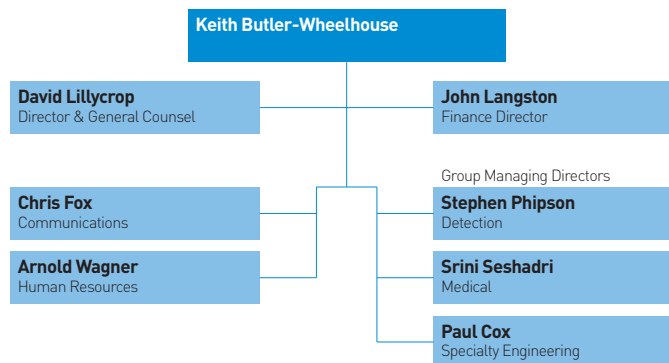 Keith Butler-Wheelhouse
David Lillycrop
Director & General Counsel
John Langston
Finance Director
Chris Fox
Communications
Arnold Wagner
Human Resources
Group Managing Directors
Stephen Phipson
Detection
Srini Seshadri
Medical
Paul Cox
Specialty Engineering